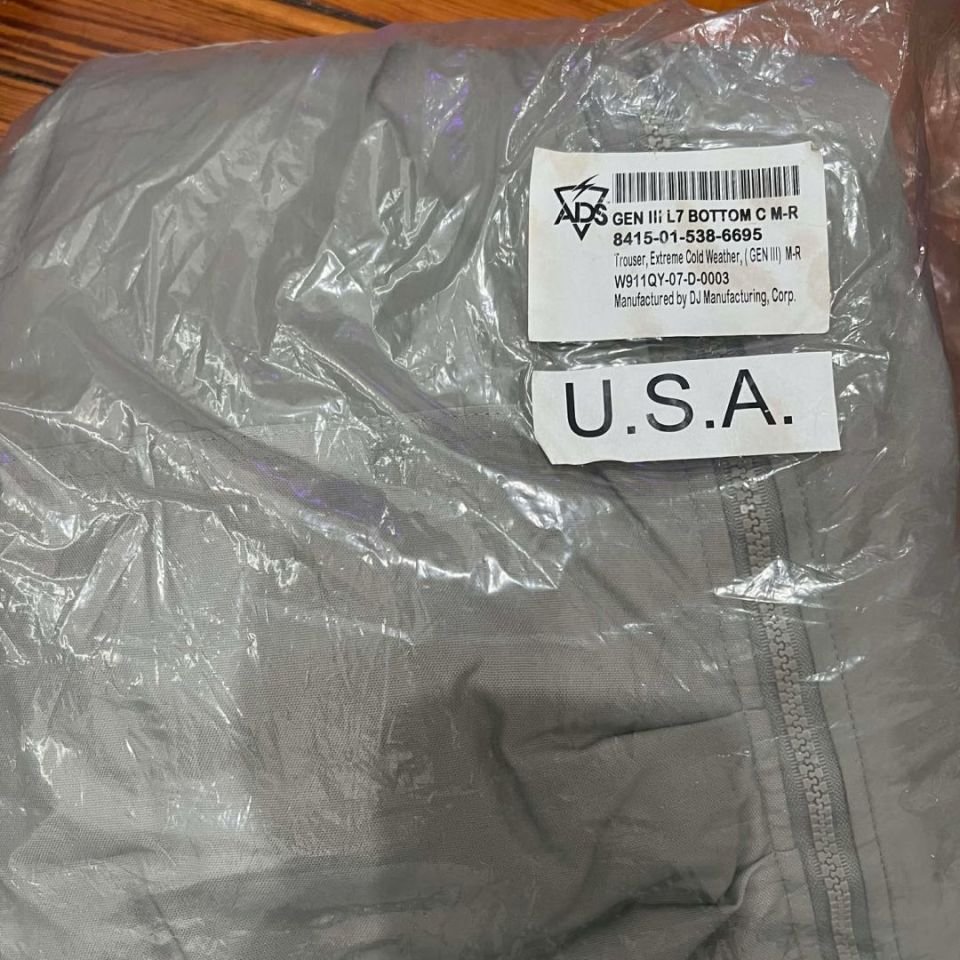 ADS
GEN III L7 BOTTOM C M-R
8415-01-538-6695
Trouser, Extreme Cold Weather, ( GEN III) M-R
W911QY-07-D-0003
Manufactured by DJ Manufacturing, Corp.
U.S.A.